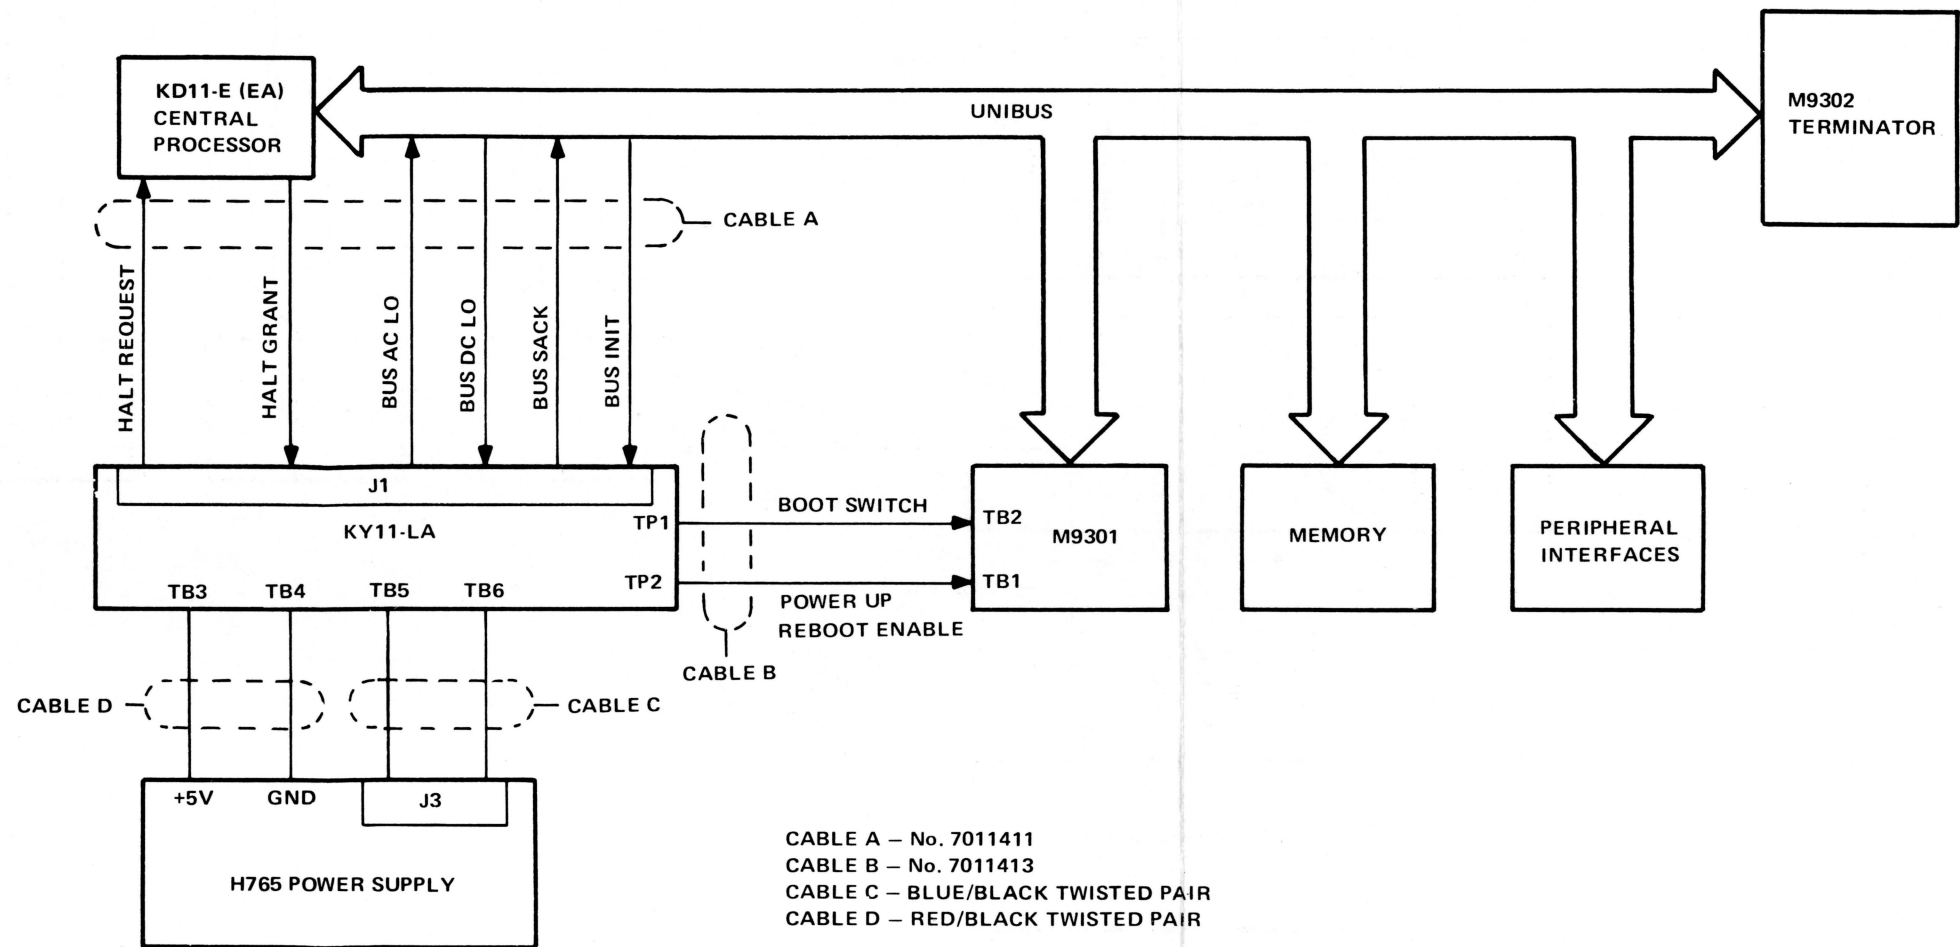 KD11-E (EA)
CENTRAL
PROCESSOR
UNIBUS
M9302
TERMINATOR
CABLE A
HALT REQUEST
HALT GRANT
BUS AC LO
BUS DC LO
BUS SACK
BUS INIT
J1
KY11-LA
TP1
TP2
TB3
TB4
TB5
TB6
BOOT SWITCH
POWER UP
REBOOT ENABLE
CABLE B
TB2
M9301
TB1
MEMORY
PERIPHERAL
INTERFACES
CABLE D
CABLE C
+5V
GND
J3
H765 POWER SUPPLY
CABLE A – No. 7011411
CABLE B – No. 7011413
CABLE C – BLUE/BLACK TWISTED PAIR
CABLE D – RED/BLACK TWISTED PAIR